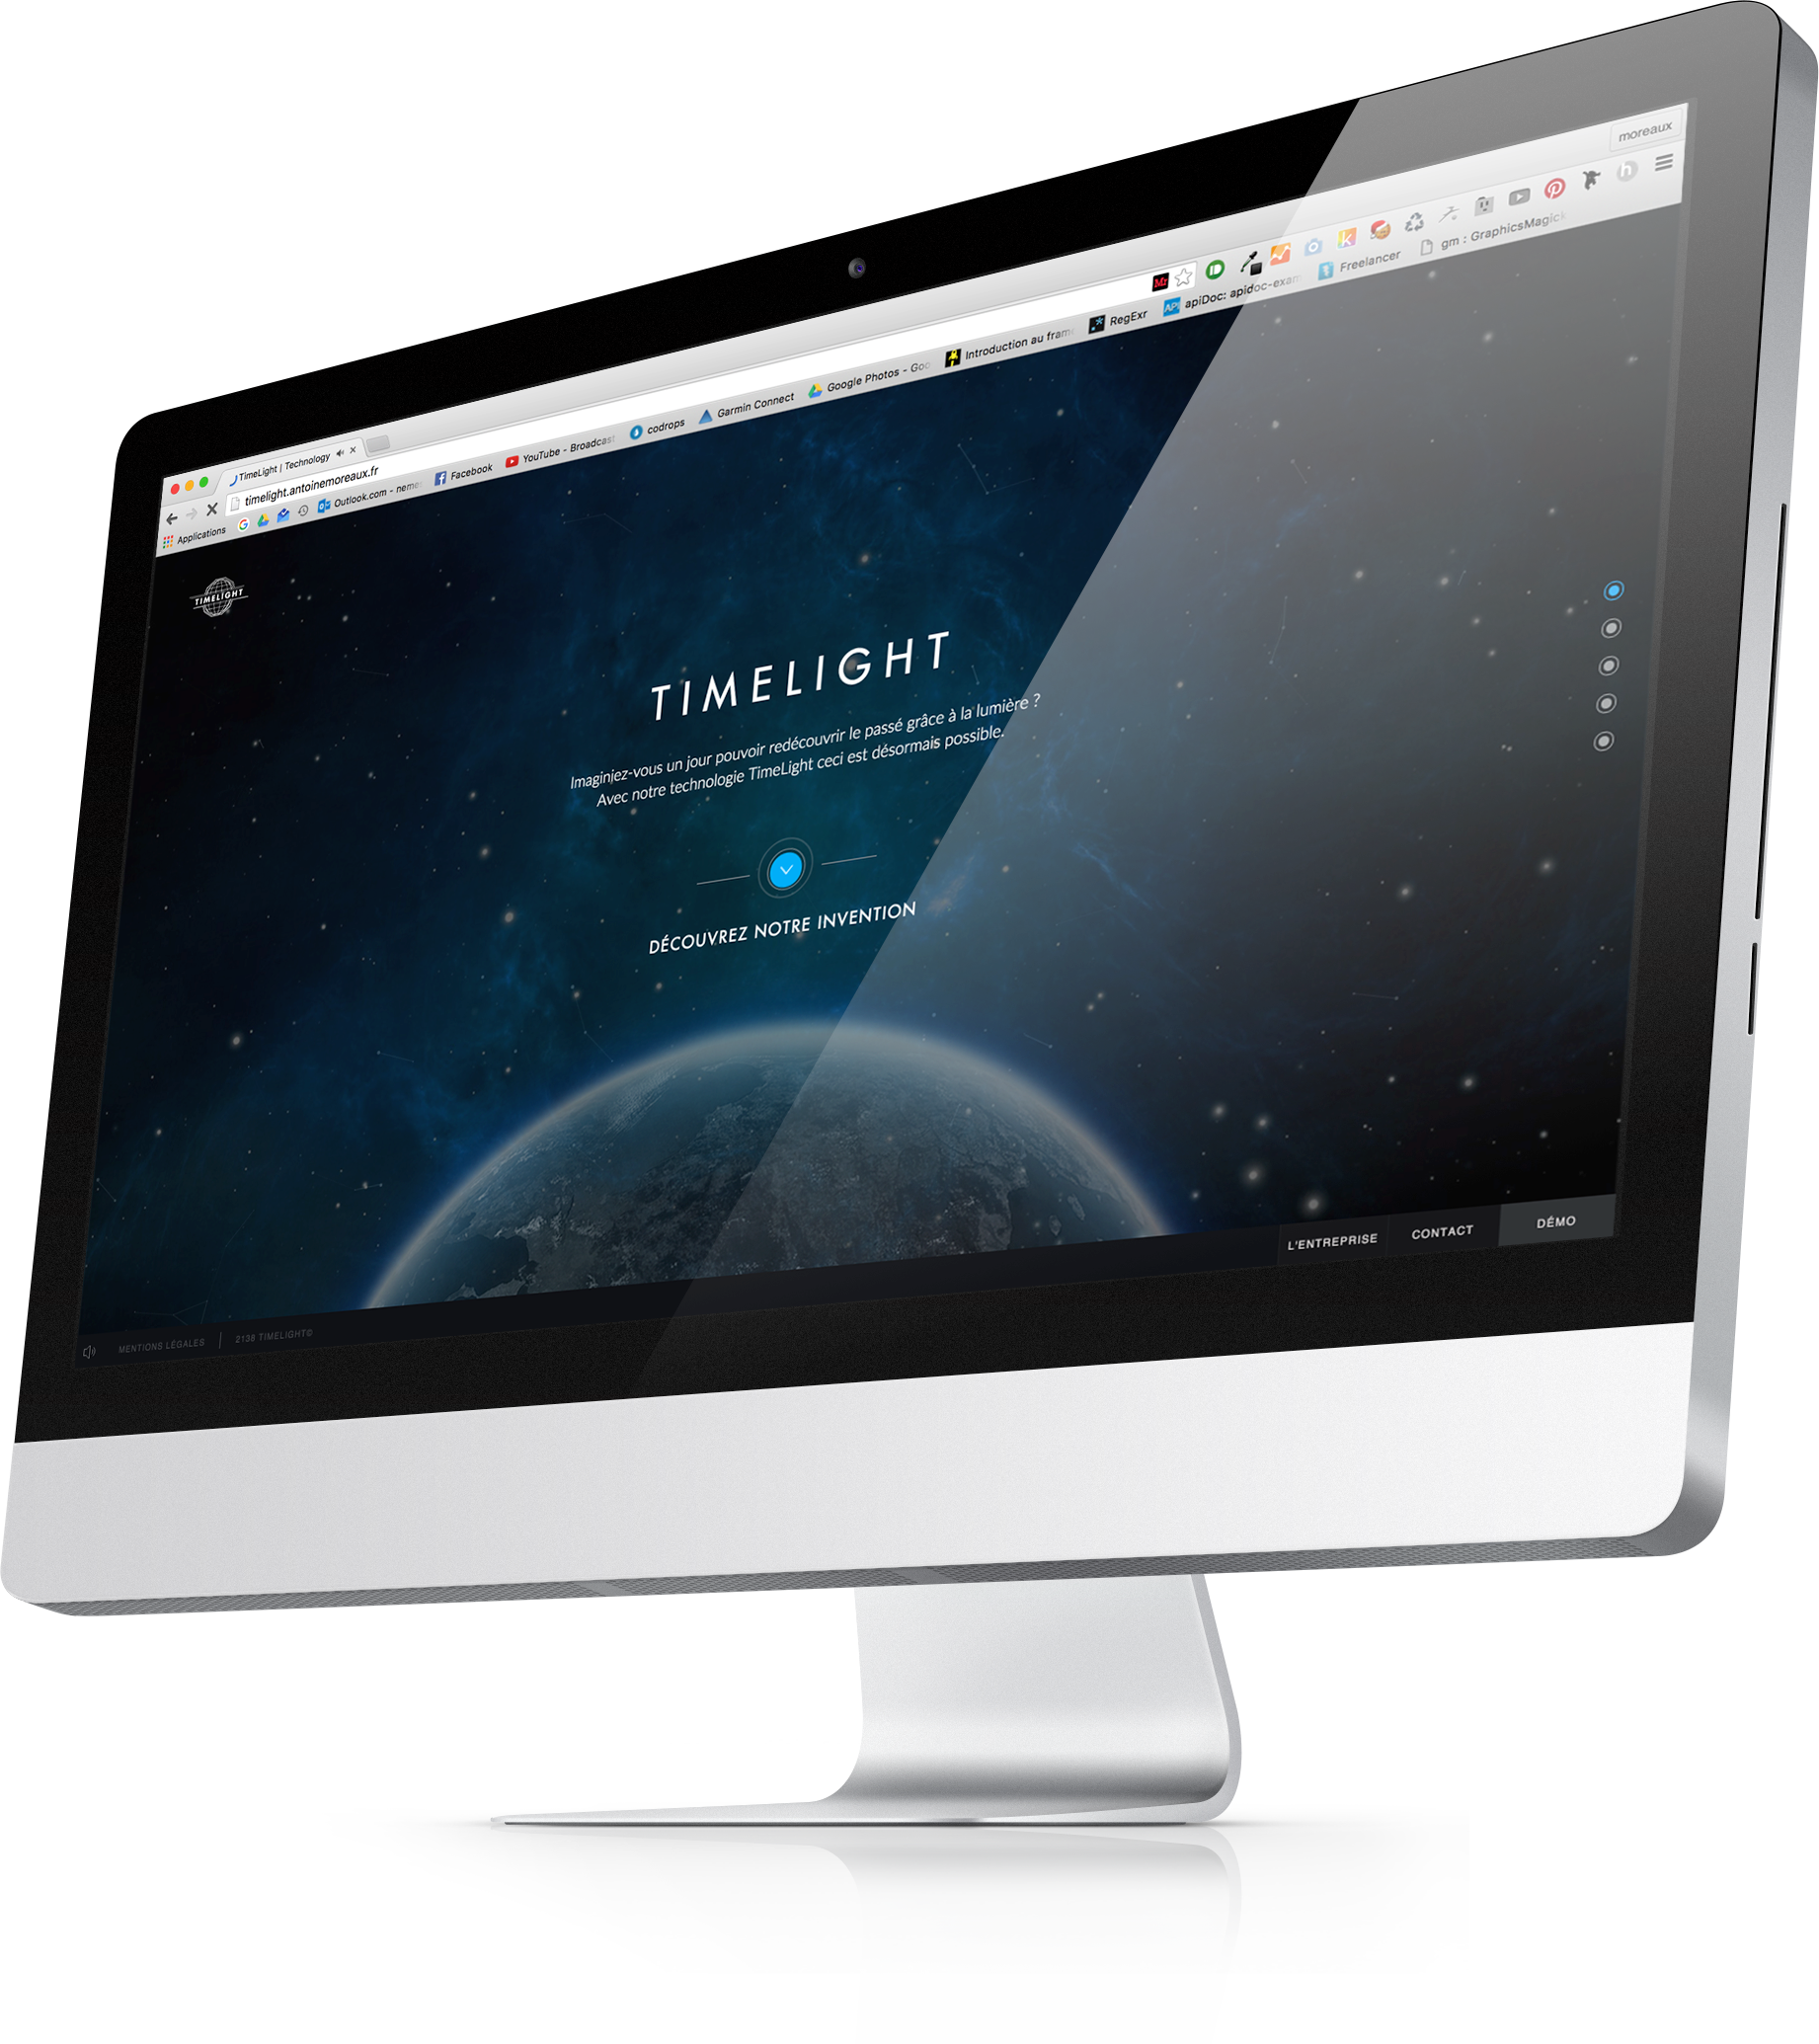 moreaux
TimeLight | Technology
timelight.antoinemoreaux.fr
Applications
Outlook.com - neme
Facebook
YouTube - Broadcast
codrops
Garmin Connect
Google Photos - Goo
Introduction au fram
RegExr
apiDoc: apidoc-exam
Freelancer
gm : GraphicsMagick
TIMELIGHT
TIMELIGHT
Imaginiez-vous un jour pouvoir redécouvrir le passé grâce à la lumière ?
Avec notre technologie TimeLight ceci est désormais possible.
DÉCOUVREZ NOTRE INVENTION
L'ENTREPRISE
CONTACT
DÉMO
MENTIONS LÉGALES
2138 TIMELIGHT©